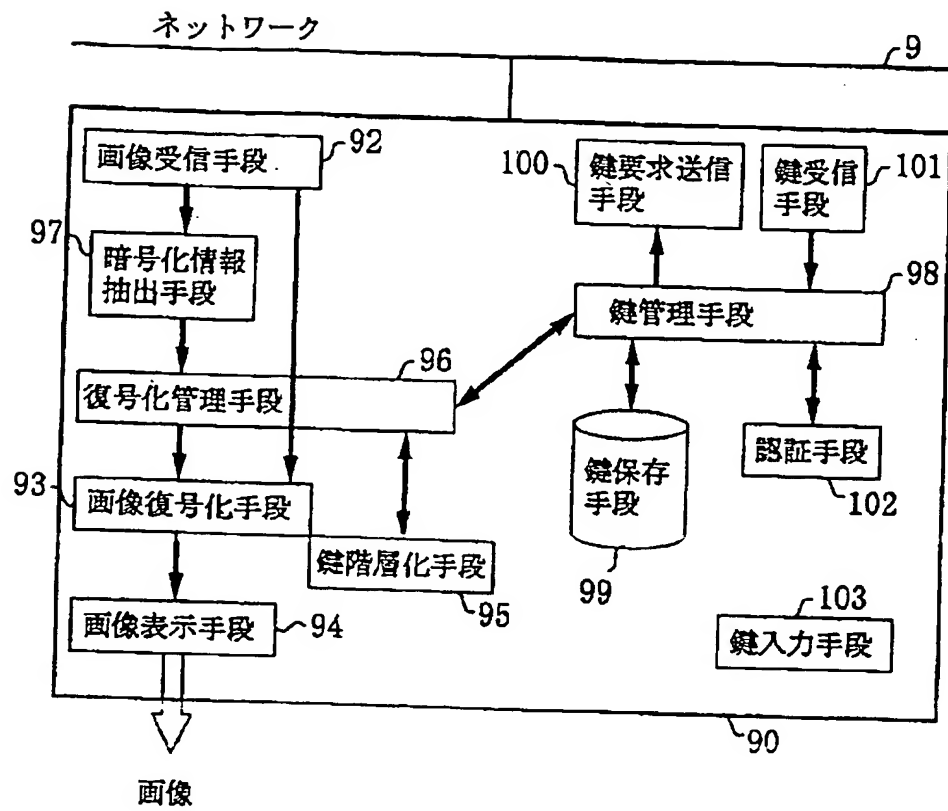 ネットワーク
9
画像受信手段
92
100
鍵要求送信
手段
鍵受信
手段
101
97
暗号化情報
抽出手段
98
鍵管理手段
96
復号化管理手段
93
画像復号化手段
鍵保存
手段
99
認証手段
102
鍵階層化手段
95
画像表示手段
94
103
鍵入力手段
90
画像